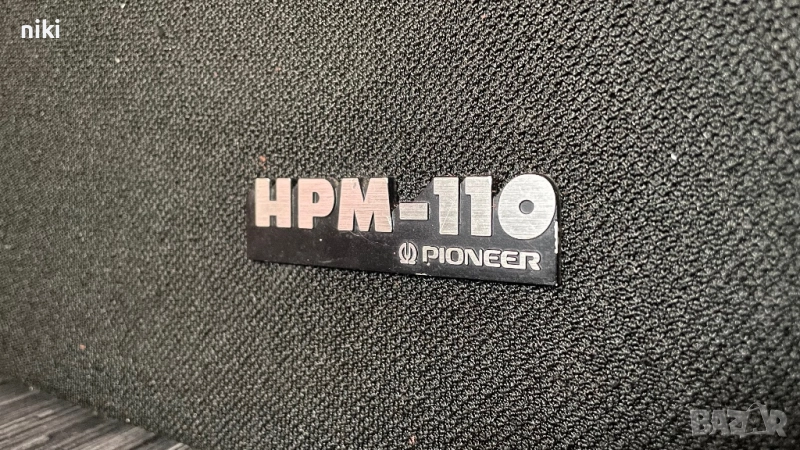 niki
HPM-110
PIONEER
BAZAR